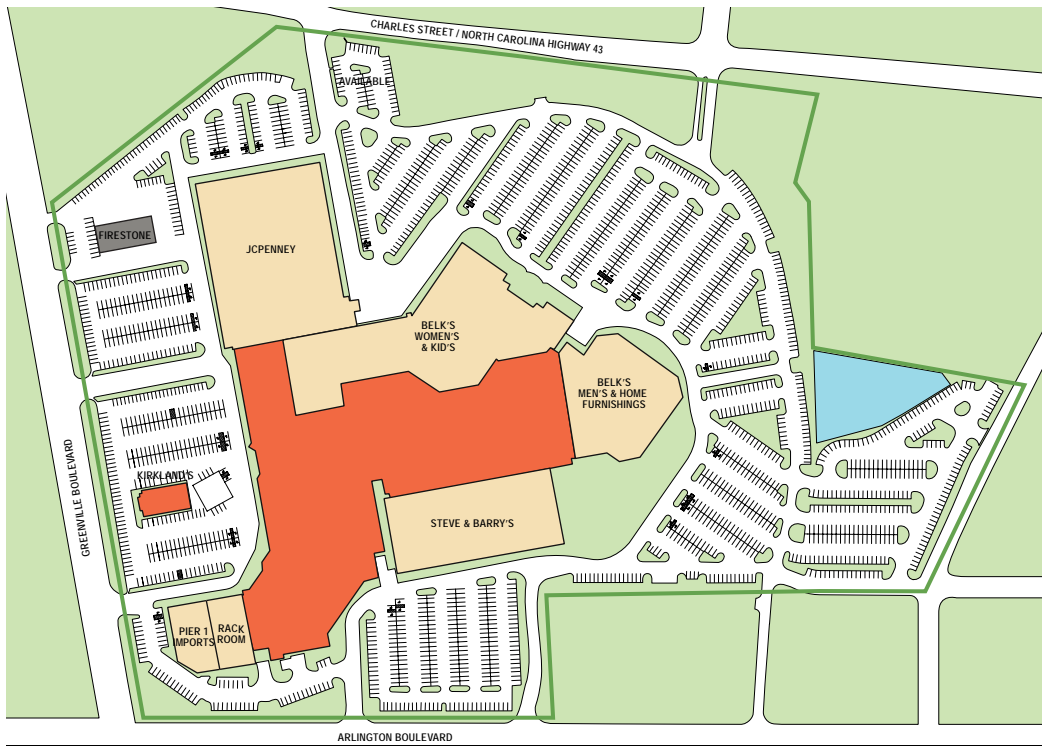 CHARLES STREET / NORTH CAROLINA HIGHWAY 43
AVAILABLE
FIRESTONE
JCPENNEY
BELK'S
WOMEN'S
& KID'S
BELK'S
MEN'S & HOME
FURNISHINGS
GREENVILLE BOULEVARD
KIRKLAND'S
STEVE & BARRY'S
PIER 1
IMPORTS
RACK
ROOM
ARLINGTON BOULEVARD